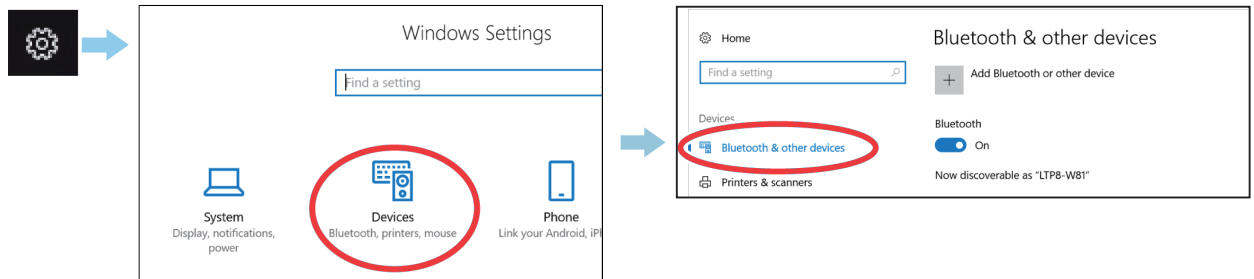 Windows Settings
Find a setting
System
Display, notifications,
power
Devices
Bluetooth, printers, mouse
Phone
Link your Android,
Home
Find a setting
Devices
Bluetooth & other devices
Printers & scanners
Bluetooth & other devices
Add Bluetooth or other device
Bluetooth
On
Now discoverable as “LTP8-W81”